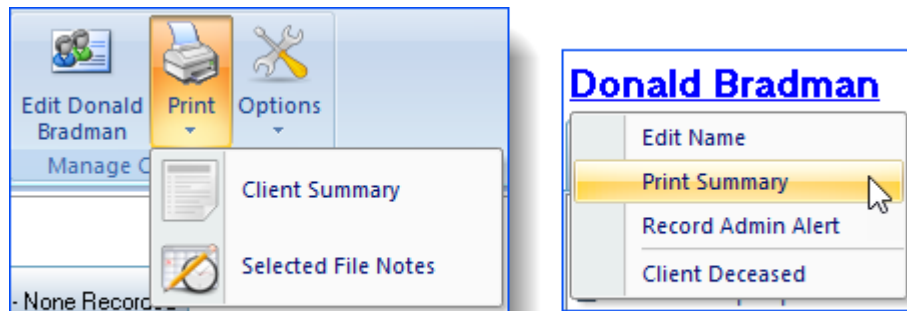 Edit Donald
Bradman
Print
Options
Manage C
Client Summary
Selected File Notes
- None Recorded
Donald Bradman
Edit Name
Print Summary
Record Admin Alert
Client Deceased